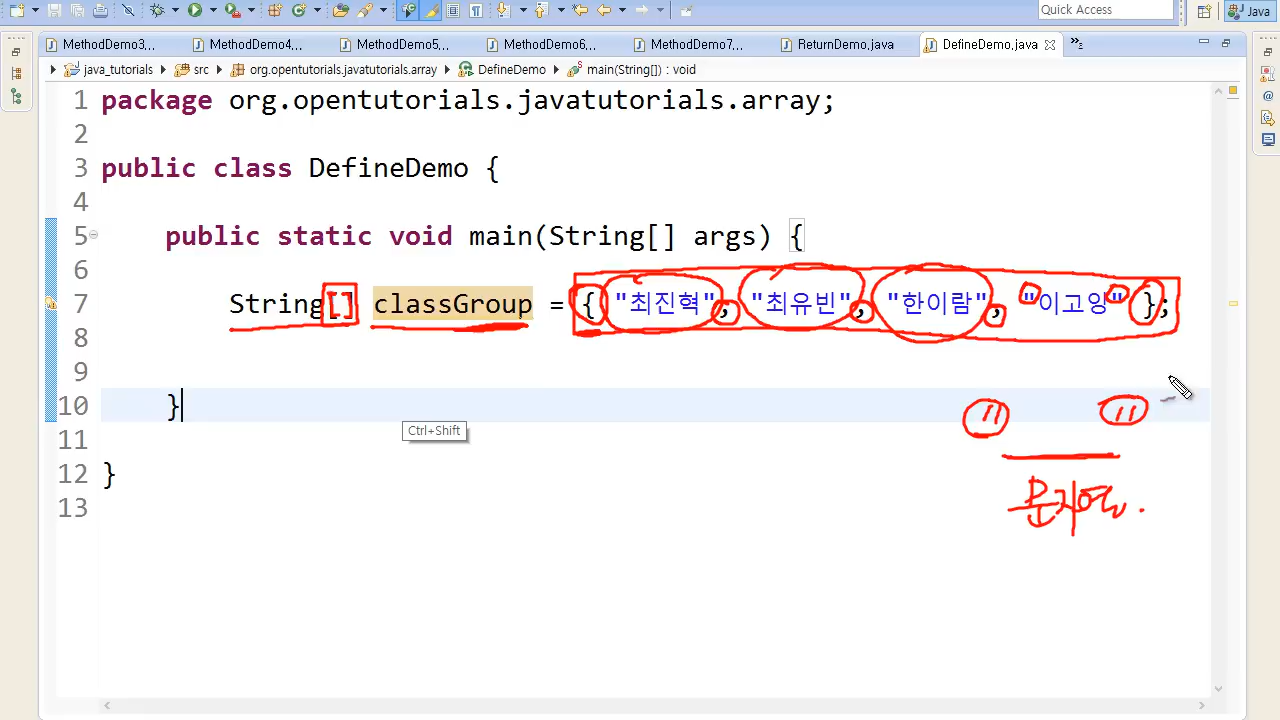 Quick Access
Java
MethodDemo3...
MethodDemo4...
MethodDemo5...
MethodDemo...
MethodDemo7...
ReturnDemo.java
DefineDemo.java
java_tutorials
src
org.opentutorials.javatutorials.array
DefineDemo
main(String[]) : void
1 package org.opentutorials.javatutorials.array;
2
3 public class DefineDemo {
4
5 public static void main(String[] args) {
6
7 String[] classGroup = { "최진혁", "최유빈", "한이람", "이고잉" };
8
9
10 }
" "
Ctrl+Shift
11
12 }
문자열.
13